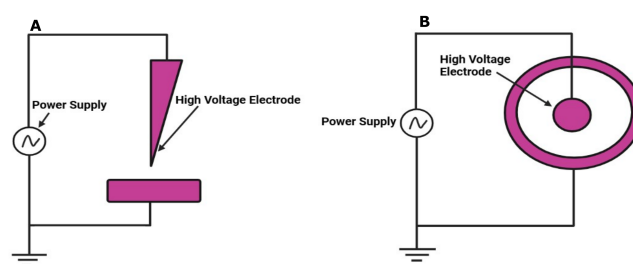 A
Power Supply
High Voltage Electrode
B
High Voltage
Electrode
Power Supply